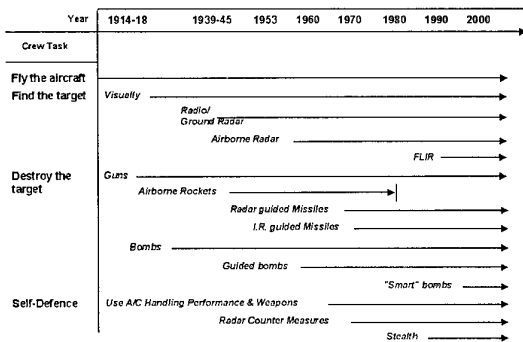 Year 1914-18 1939-45 1953 1960 1970 1980 1990 2000
Crew Task
Fly the aircraft
Find the target Visually
Radio/
Ground Radar
Airborne Radar
FLIR
Destroy the Guns
target
Airborne Rockets
Radar guided Missiles
I.R. guided Missiles
Bombs
Guided bombs
"Smart" bombs
Self-Defence Use A/C Handling Performance & Weapons
Radar Counter Measures
Stealth